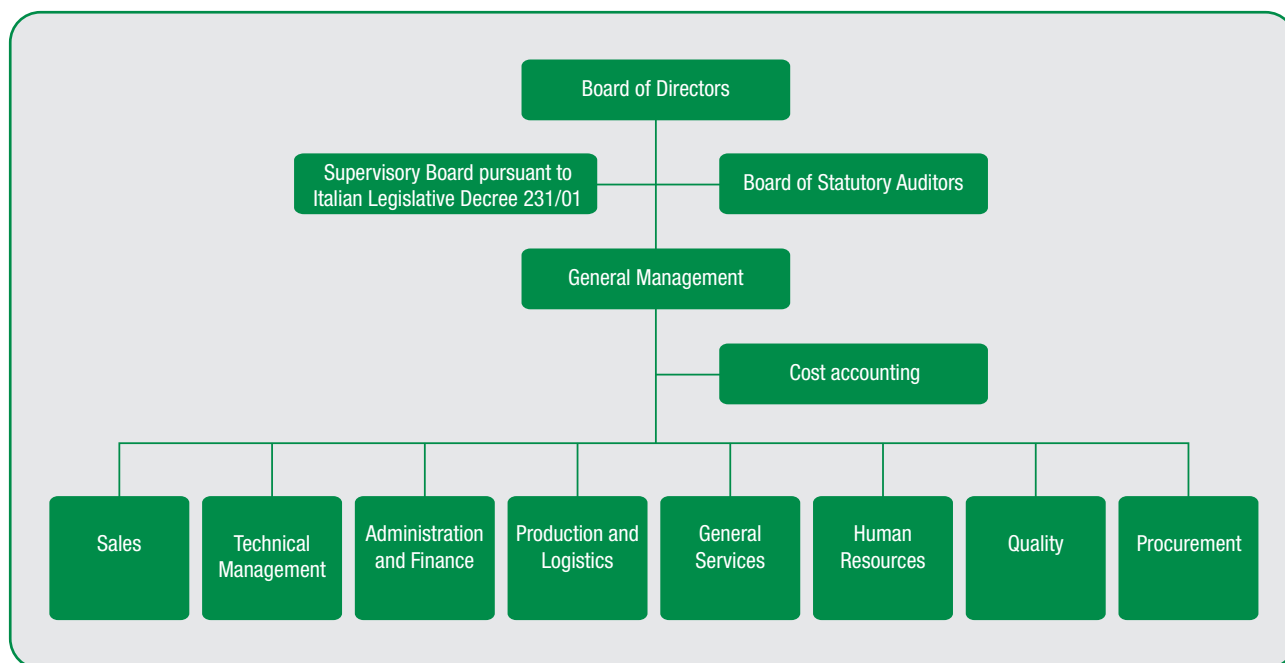 Board of Directors
Supervisory Board pursuant to
Italian Legislative Decree 231/01
Board of Statutory Auditors
General Management
Cost accounting
Sales
Technical
Management
Administration
and Finance
Production and
Logistics
General
Services
Human
Resources
Quality
Procurement